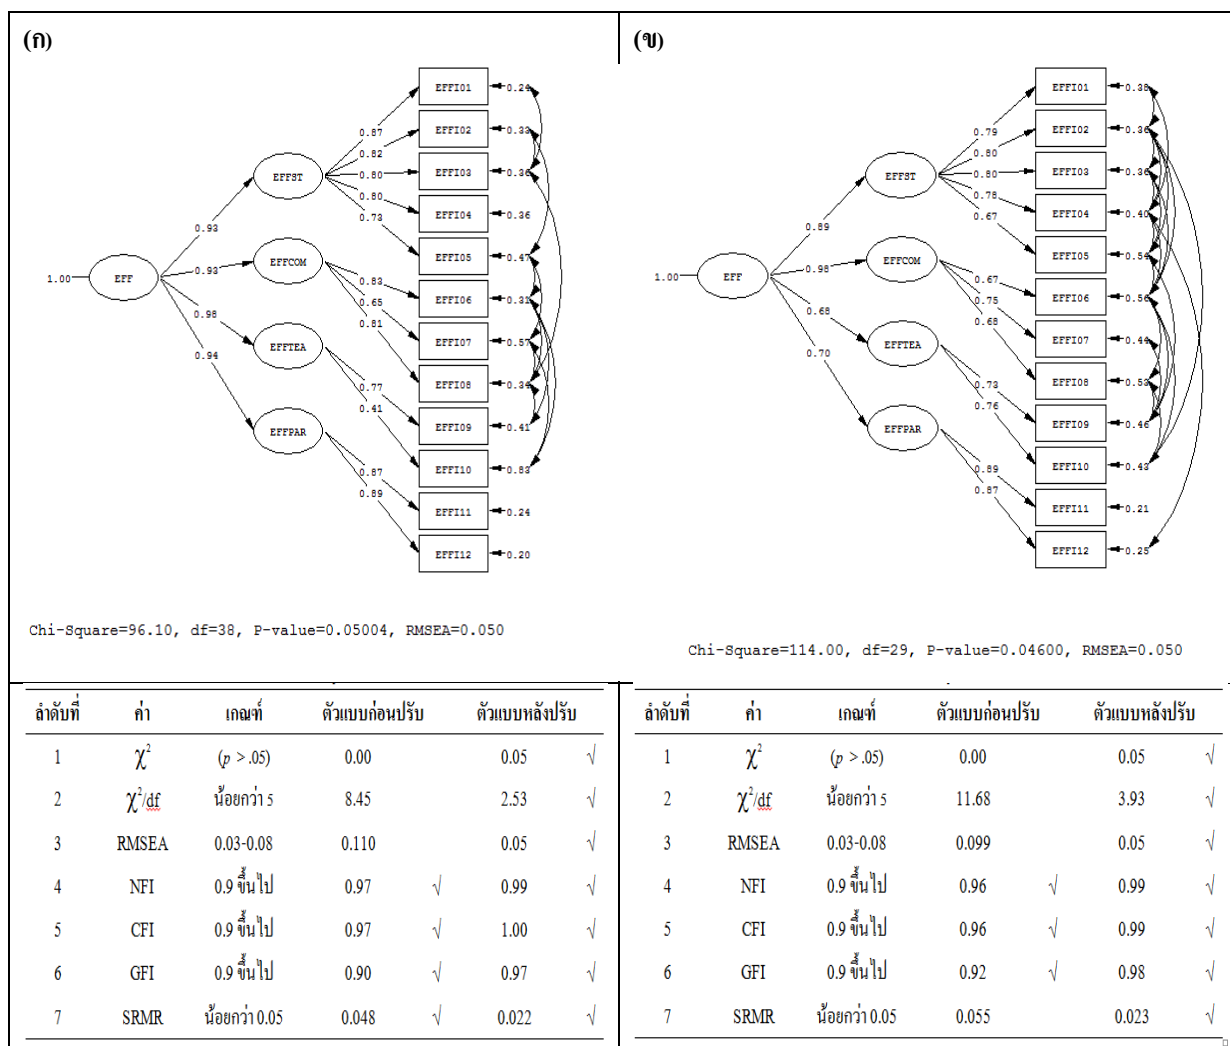 (ก)
EFFI01
0.24
0.87
EFFI02
0.33
0.82
EFFST
0.80
EFFI03
0.36
0.80
EFFI04
0.36
0.73
0.93
EFFI05
0.47
1.00
EFF
0.93
EFFCOM
0.83
EFFI06
0.31
0.65
0.81
0.98
EFFI07
0.57
EFFTEA
0.94
EFFI08
0.34
0.77
0.41
EFFI09
0.41
EFFPAR
EFFI10
0.83
0.87
0.89
EFFI11
0.24
EFFI12
0.20
Chi-Square=96.10, df=38, P-value=0.05004, RMSEA=0.050
(ข)
EFFI01
0.38
0.79
EFFI02
0.36
0.80
EFFST
0.80
EFFI03
0.36
0.78
EFFI04
0.40
0.67
0.89
EFFI05
0.54
1.00
EFF
0.98
EFFCOM
0.67
EFFI06
0.56
0.75
0.68
0.68
EFFI07
0.44
EFFTEA
0.70
EFFI08
0.53
0.73
0.76
EFFI09
0.46
EFFPAR
EFFI10
0.43
0.89
0.87
EFFI11
0.21
EFFI12
0.25
Chi-Square=114.00, df=29, P-value=0.04600, RMSEA=0.050
ลำดับที่ ค่า เกณฑ์ ตัวแบบก่อนปรับ ตัวแบบหลังปรับ
1 χ² (p >.05) 0.00 0.05 √
2 χ²/df น้อยกว่า 5 8.45 2.53 √
3 RMSEA 0.03-0.08 0.110 0.05 √
4 NFI 0.9 ขึ้นไป 0.97 √ 0.99 √
5 CFI 0.9 ขึ้นไป 0.97 √ 1.00 √
6 GFI 0.9 ขึ้นไป 0.90 √ 0.97 √
7 SRMR น้อยกว่า 0.05 0.048 √ 0.022 √
ลำดับที่ ค่า เกณฑ์ ตัวแบบก่อนปรับ ตัวแบบหลังปรับ
1 χ² (p >.05) 0.00 0.05 √
2 χ²/df น้อยกว่า 5 11.68 3.93 √
3 RMSEA 0.03-0.08 0.099 0.05 √
4 NFI 0.9 ขึ้นไป 0.96 √ 0.99 √
5 CFI 0.9 ขึ้นไป 0.96 √ 0.99 √
6 GFI 0.9 ขึ้นไป 0.92 √ 0.98 √
7 SRMR น้อยกว่า 0.05 0.055 0.023 √